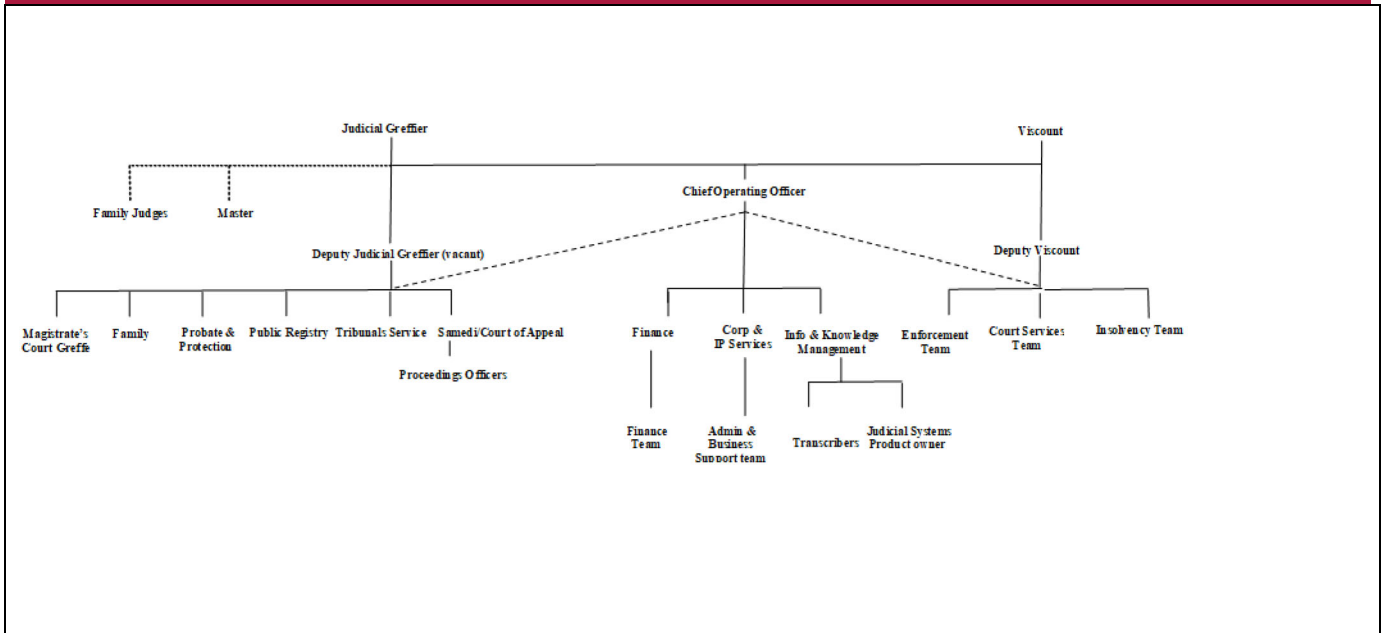 Judicial Greffier
Viscount
Chief Operating Officer
Family Judges
Master
Deputy Judicial Greffier (vacant)
Deputy Viscount
Magistrate's
Court Greffe
Family
Probate &
Protection
Public Registry
Tribunals Service
Samedi/Court of Appeal
Proceedings Officers
Finance
Corp &
IP Services
Info & Knowledge
Management
Enforcement
Team
Court Services
Team
Insolvency Team
Finance
Team
Admin &
Business
Support team
Transcribers
Judicial Systems
Product owner